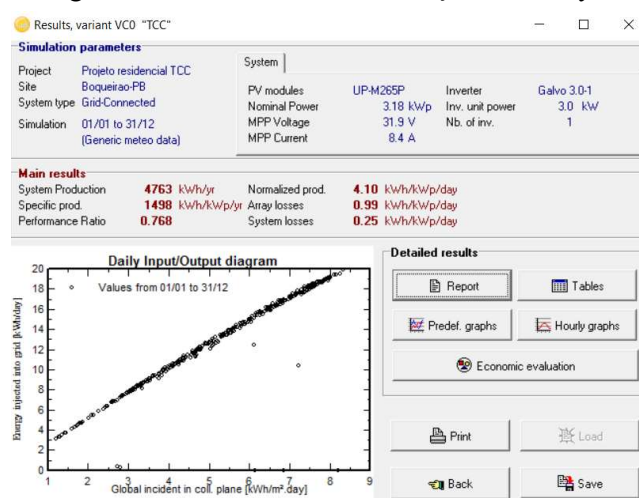 Results, variant VC0 "TCC"
Simulation parameters
Project Projeto residencial TCC
Site Boqueirao-PB
System type Grid-Connected
Simulation 01/01 to 31/12
(Generic meteo data)
System
PV modules UP-M265P Inverter Galvo 3.0-1
Nominal Power 3.18 kWp Inv. unit power 3.0 kW
MPP Voltage 31.9 V Nb. of inv. 1
MPP Current 8.4 A
Main results
System Production 4763 kWh/yr Normalized prod. 4.10 kWh/kWp/day
Specific prod. 1498 kWh/kWp/yr Array losses 0.99 kWh/kWp/day
Performance Ratio 0.768 System losses 0.25 kWh/kWp/day
Daily Input/Output diagram
Values from 01/01 to 31/12
Energy injected into grid [kWh/day]
20
18
16
14
12
10
8
6
4
2
0
1 2 3 4 5 6 7 8 9
Global incident in coll. plane [kWh/m².day]
Detailed results
Report Tables
Predef. graphs Hourly graphs
Economic evaluation
Print Load
Back Save